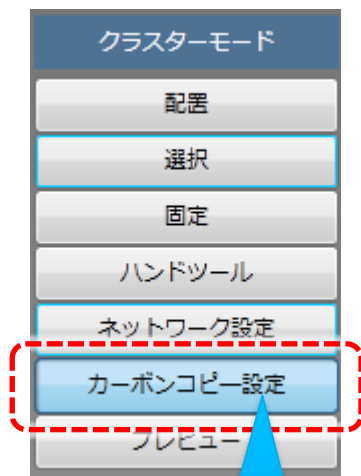 クラスターモード
配置
選択
固定
ハンドツール
ネットワーク設定
カーボンコピー設定
プレビュー